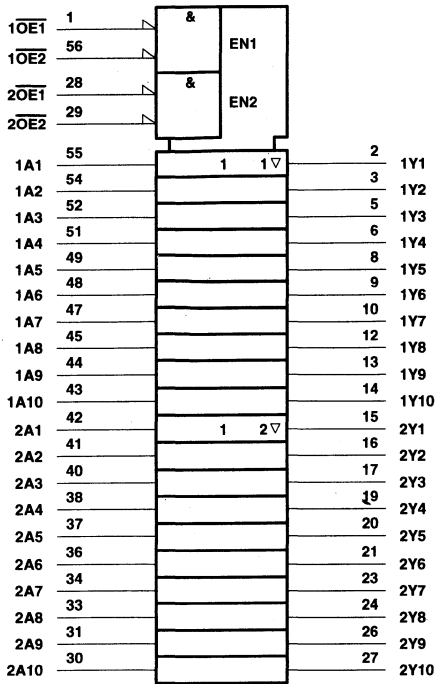 1OE1 1 &
1OE2 56 EN1
2OE1 28 &
2OE2 29 EN2
1A1 55 1 1▽ 2 1Y1
1A2 54 3 1Y2
1A3 52 5 1Y3
1A4 51 6 1Y4
1A5 49 8 1Y5
1A6 48 9 1Y6
1A7 47 10 1Y7
1A8 45 12 1Y8
1A9 44 13 1Y9
1A10 43 14 1Y10
2A1 42 1 2▽ 15 2Y1
2A2 41 16 2Y2
2A3 40 17 2Y3
2A4 38 19 2Y4
2A5 37 20 2Y5
2A6 36 21 2Y6
2A7 34 23 2Y7
2A8 33 24 2Y8
2A9 31 26 2Y9
2A10 30 27 2Y10